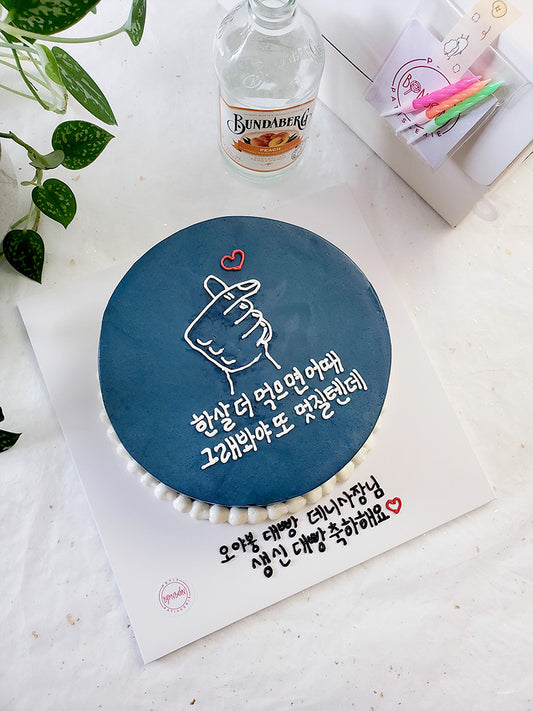 BUNDABERG
PEACH
한살 더 먹으면 어때
그래봐야 또 멋질텐데
오야봉 대빵 데니사장님
생신 대빵 축하해요